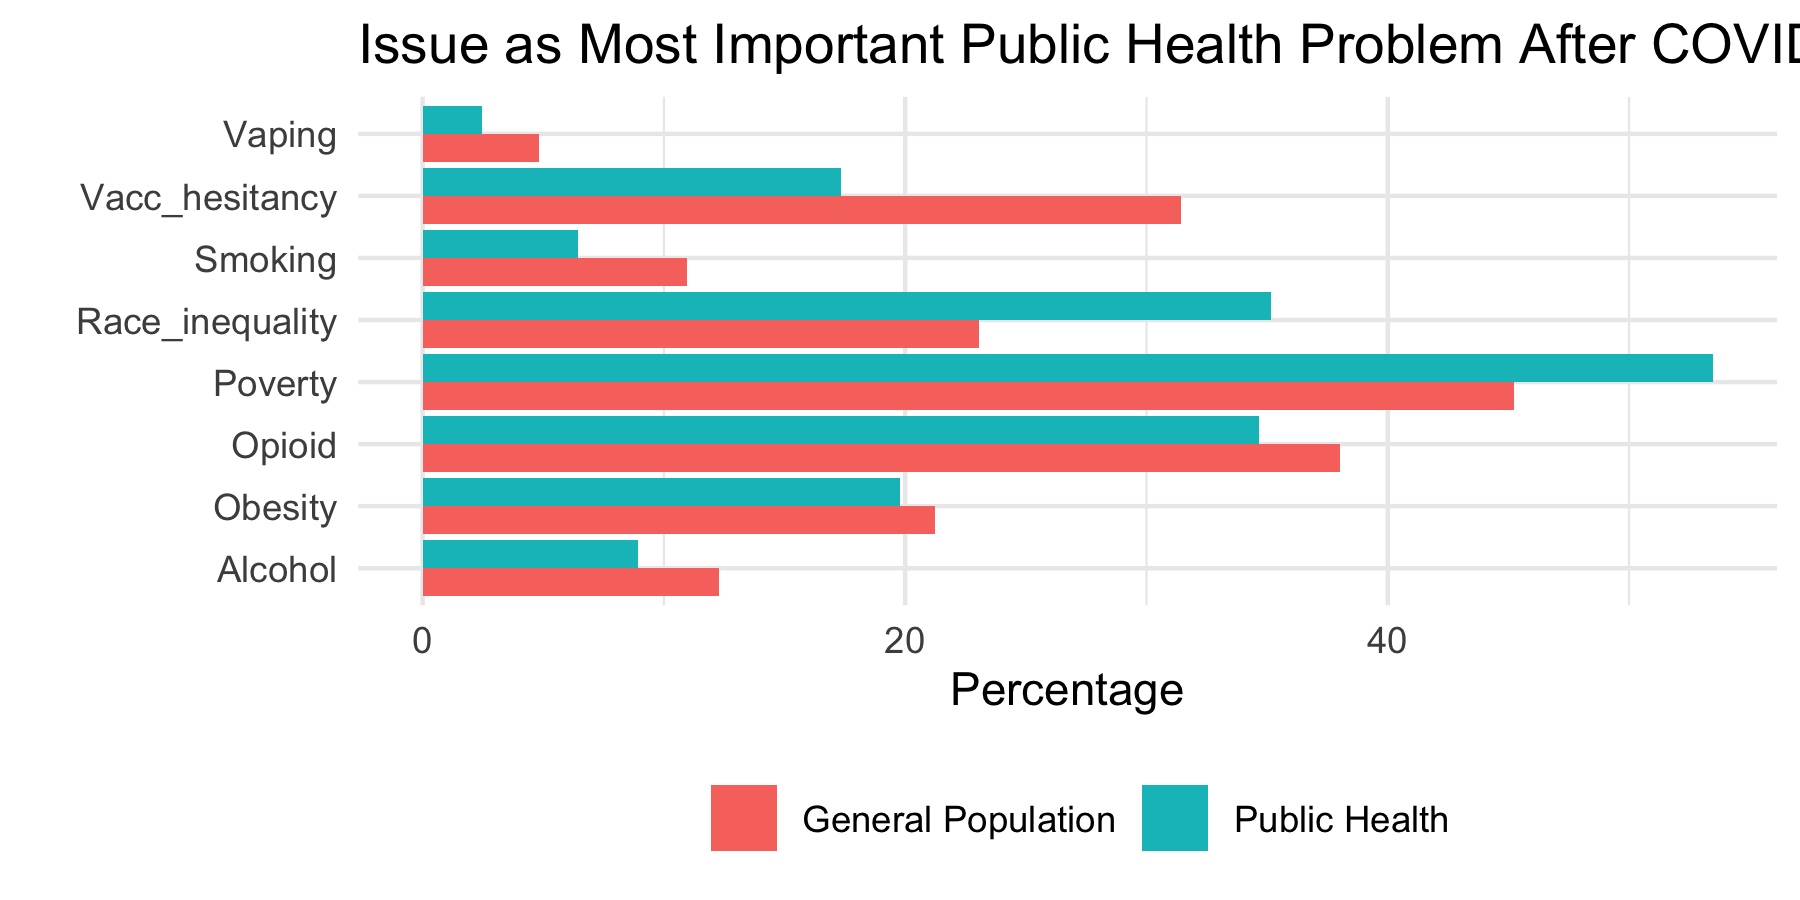 Issue as Most Important Public Health Problem After COVID
Vaping
Vacc_hesitancy
Smoking
Race_inequality
Poverty
Opioid
Obesity
Alcohol
0 20 40
Percentage
General Population Public Health